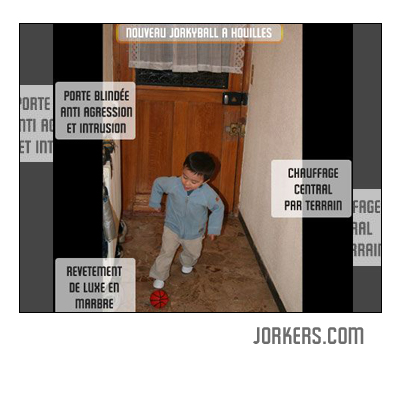 NOUVEAU JORKYBALL A HOUILLES
PORTE
NTI AG
ET INT
PORTE BLINDÉE
ANTI AGRESSION
ET INTRUSION
CHAUFFAGE
CENTRAL
PAR TERRAIN
FFAGE
RAL
RRAIN
REVETEMENT
DE LUXE EN
MARBRE
JORKERS.COM